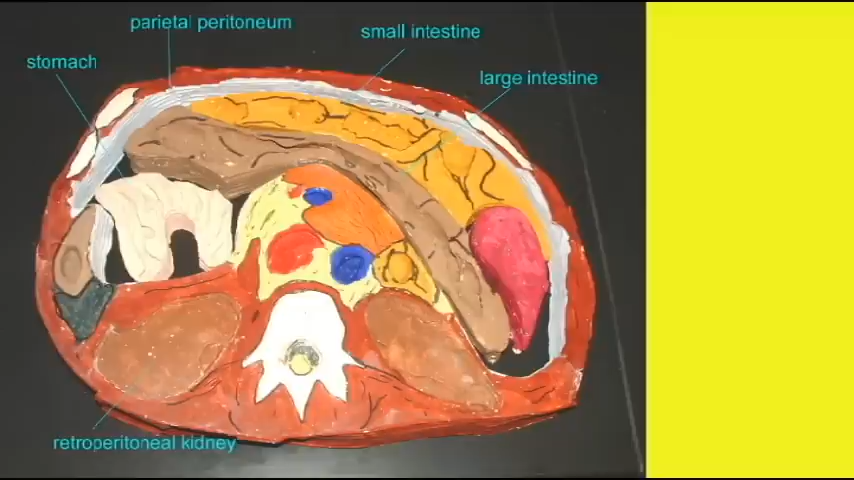 parietal peritoneum
small intestine
stomach
large intestine
retroperitoneal kidney